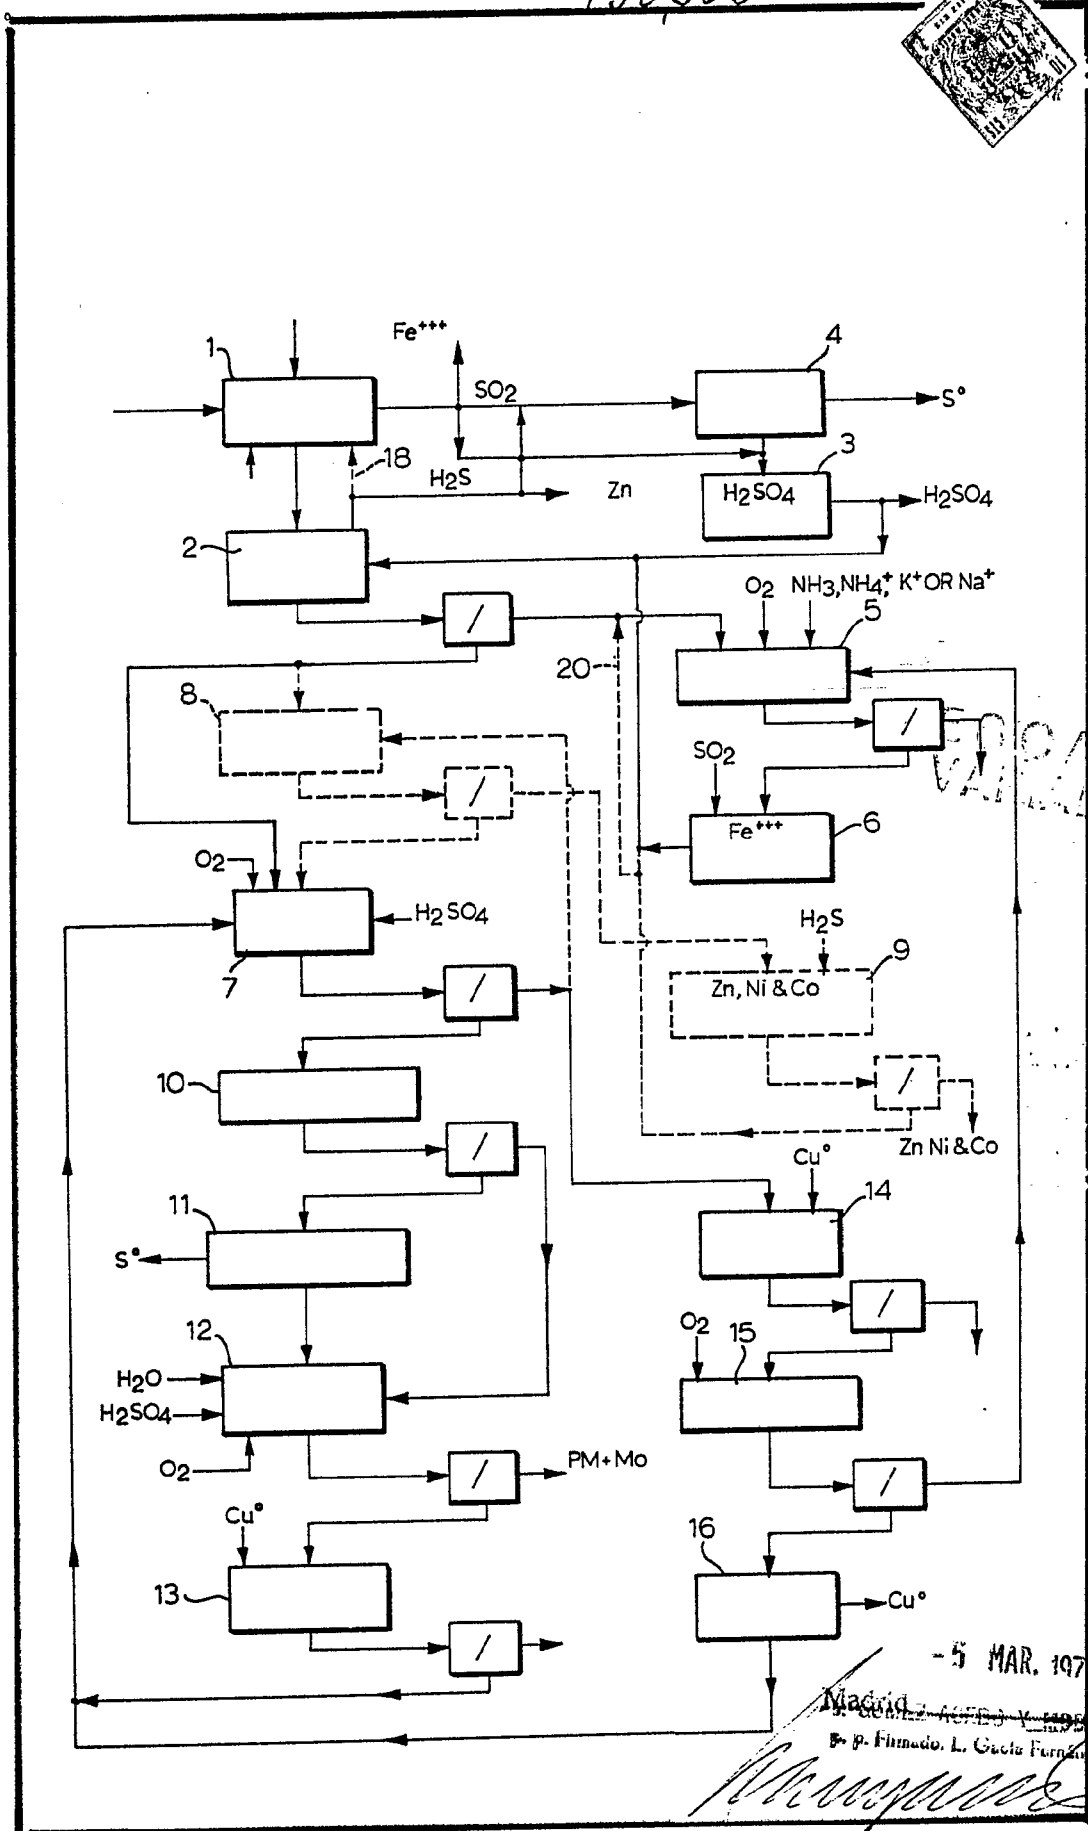 Fe+++
1
4
SO2
S°
18
3
H2S
Zn
H2SO4
H2SO4
2
O2
NH3, NH4+, K+ OR Na+
5
20
8
SO2
Fe+++
6
O2
H2SO4
H2S
9
7
Zn, Ni & Co
10
Zn Ni & Co
Cu°
11
14
S°
12
O2
15
H2O
H2SO4
O2
PM+Mo
Cu°
16
13
Cu°
-5 MAR. 197
Madrid
p. p. Firmado. L.